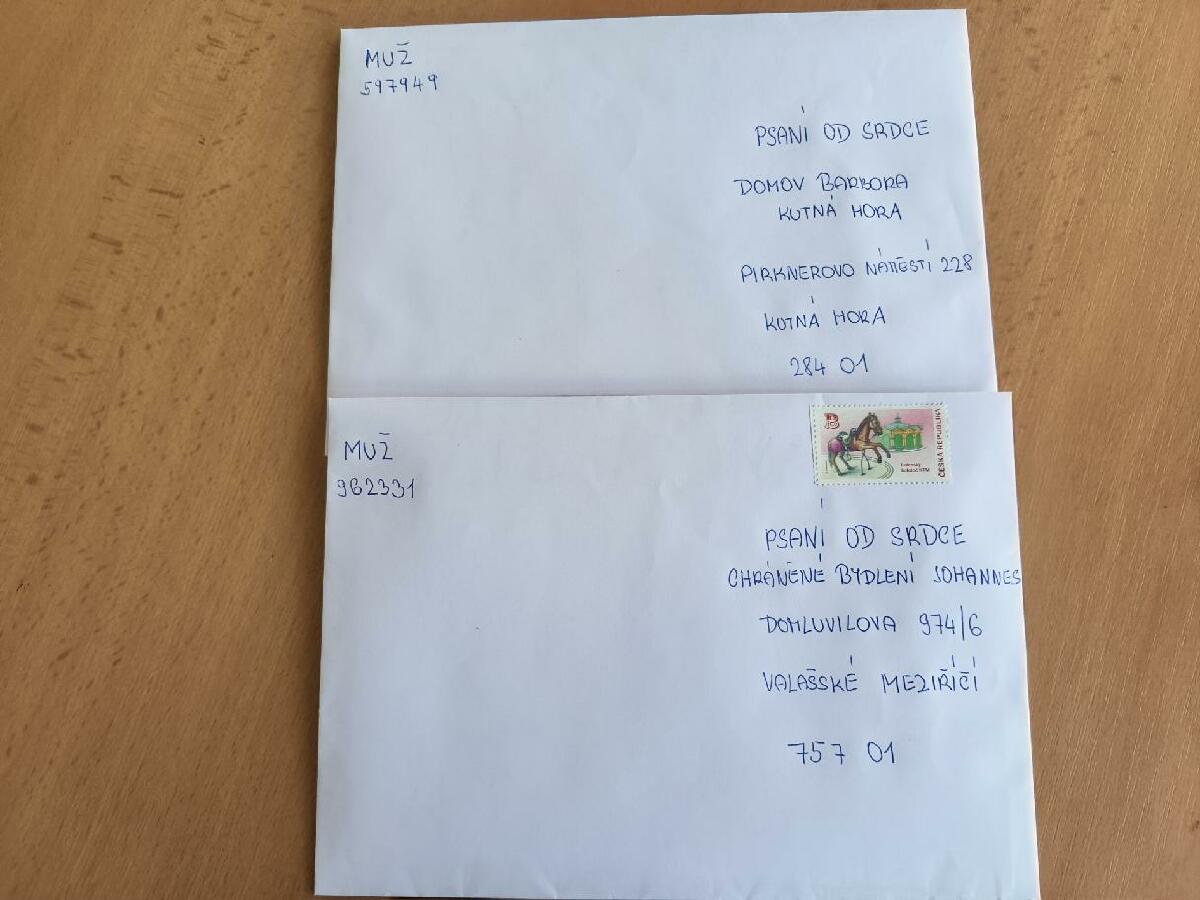 MUŽ
597949
PSANÍ OD SRDCE
DOMOV BARBORA
KUTNÁ HORA
PIRKNEROVO NÁMĚSTÍ 228
KUTNÁ HORA
284 01
B
ČESKÁ REPUBLIKA
MUŽ
962331
PSANÍ OD SRDCE
CHRÁNĚNÉ BYDLENÍ JOHANNES
DOMLUVILOVA 974/6
VALAŠSKÉ MEZIŘÍČÍ
757 01